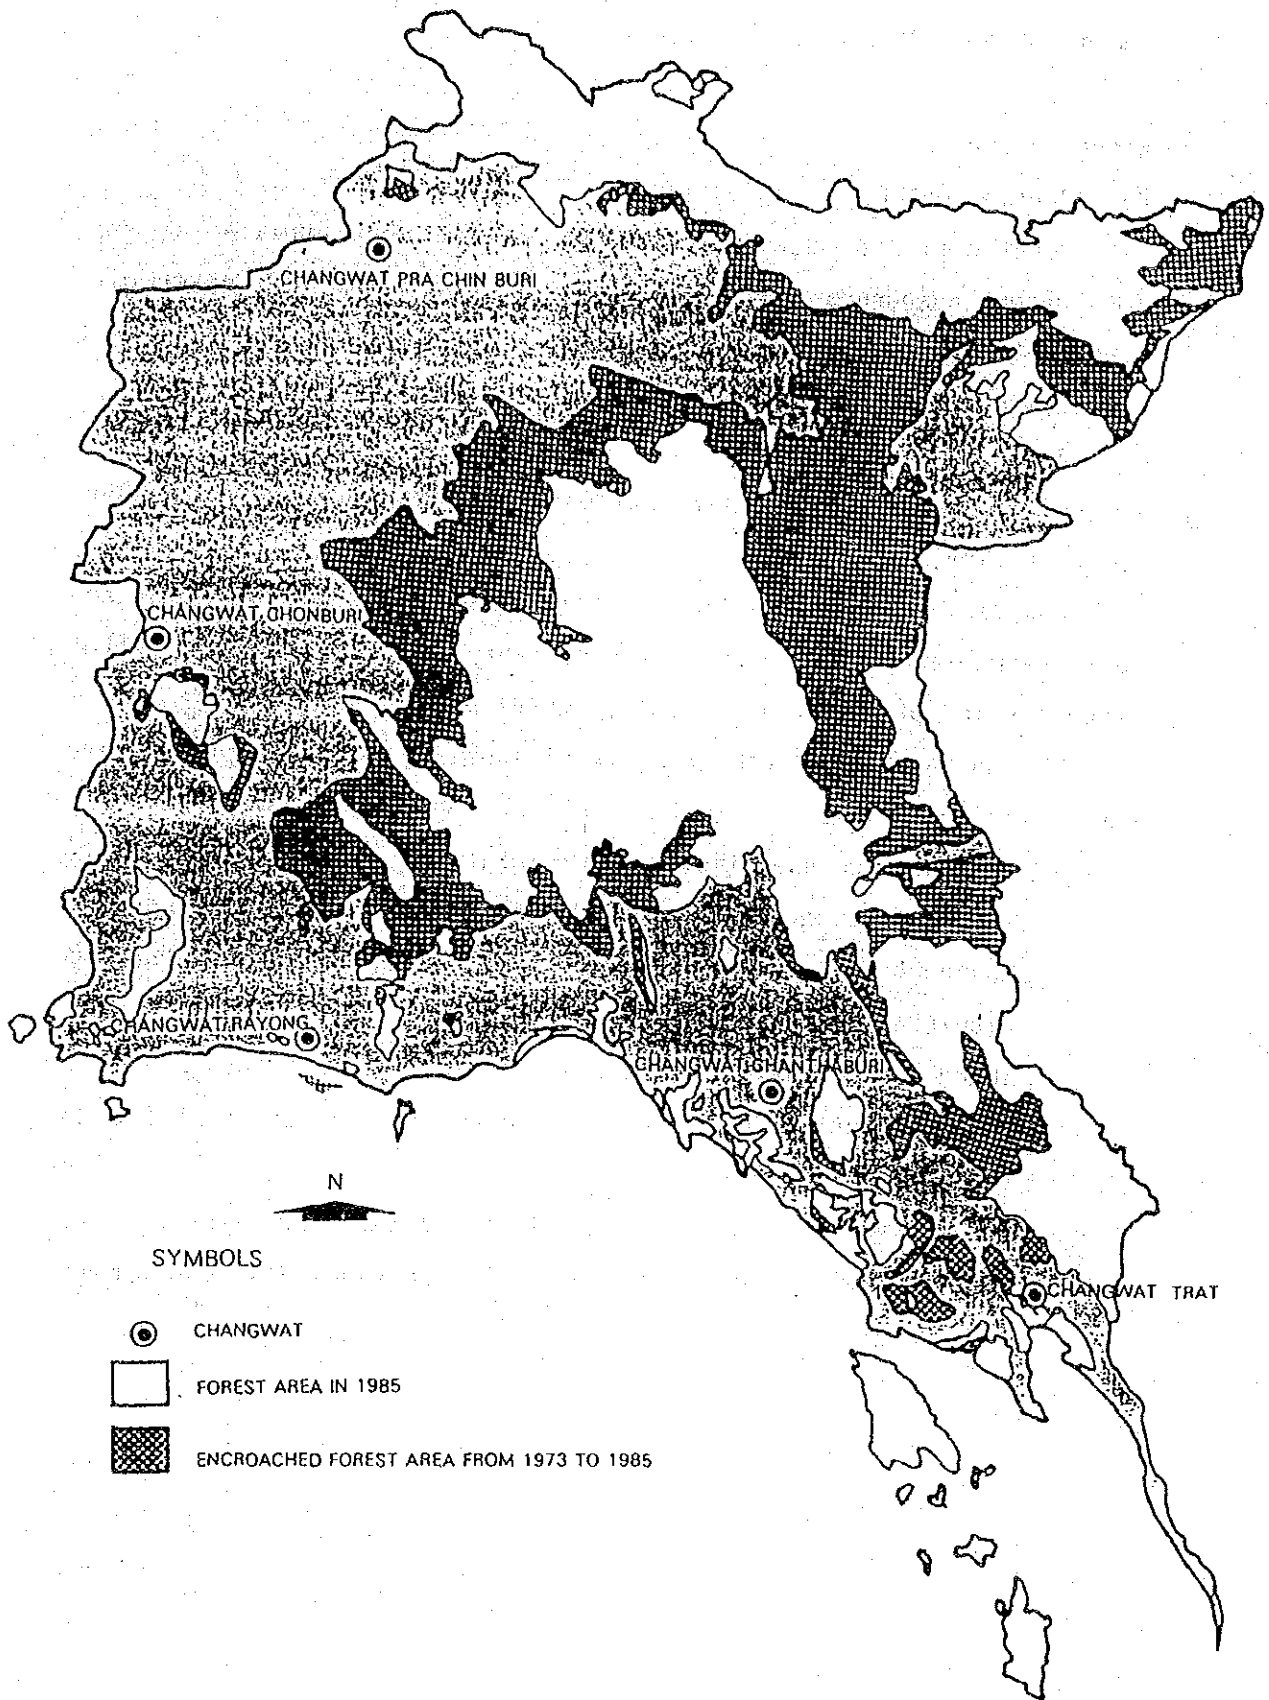 CHANGWAT PRA CHIN BURI
CHANGWAT CHONBURI
CHANGWAT RAYONG
CHANGWAT CHANTHABURI
N
CHANGWAT TRAT
SYMBOLS
CHANGWAT
FOREST AREA IN 1985
ENCROACHED FOREST AREA FROM 1973 TO 1985